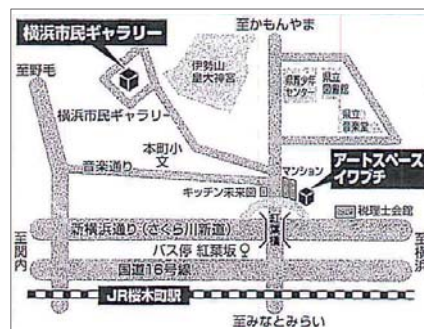 至かもんやま
横浜市民ギャラリー
至野毛
伊勢山
皇大神宮
県青少年
センター
県立
図書館
横浜市民ギャラリー
県立
音楽堂
本町小
文
音楽通り
マンション
アートスペース
イワブチ
キッチン未来図
税理士会館
紅葉橋
新横浜通り(さくら川新道)
バス停 紅葉坂
国道16号線
至関内
至横浜
JR桜木町駅
至みなとみらい